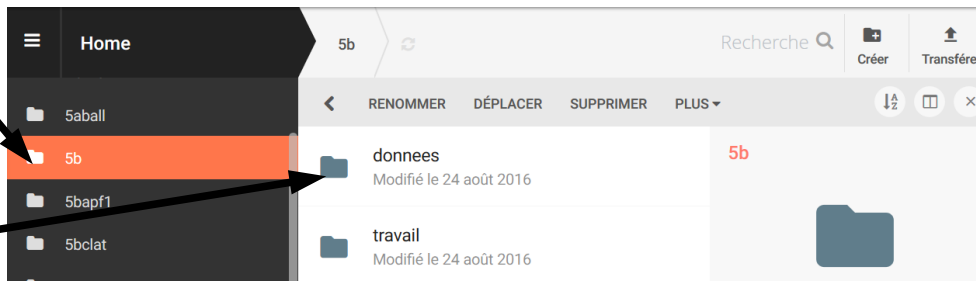 Home
5b
Recherche
Créer
Transfére
5aball
5b
5bapf1
5bclat
RENOMMER DÉPLACER SUPPRIMER PLUS
donnees
Modifié le 24 août 2016
travail
Modifié le 24 août 2016
5b